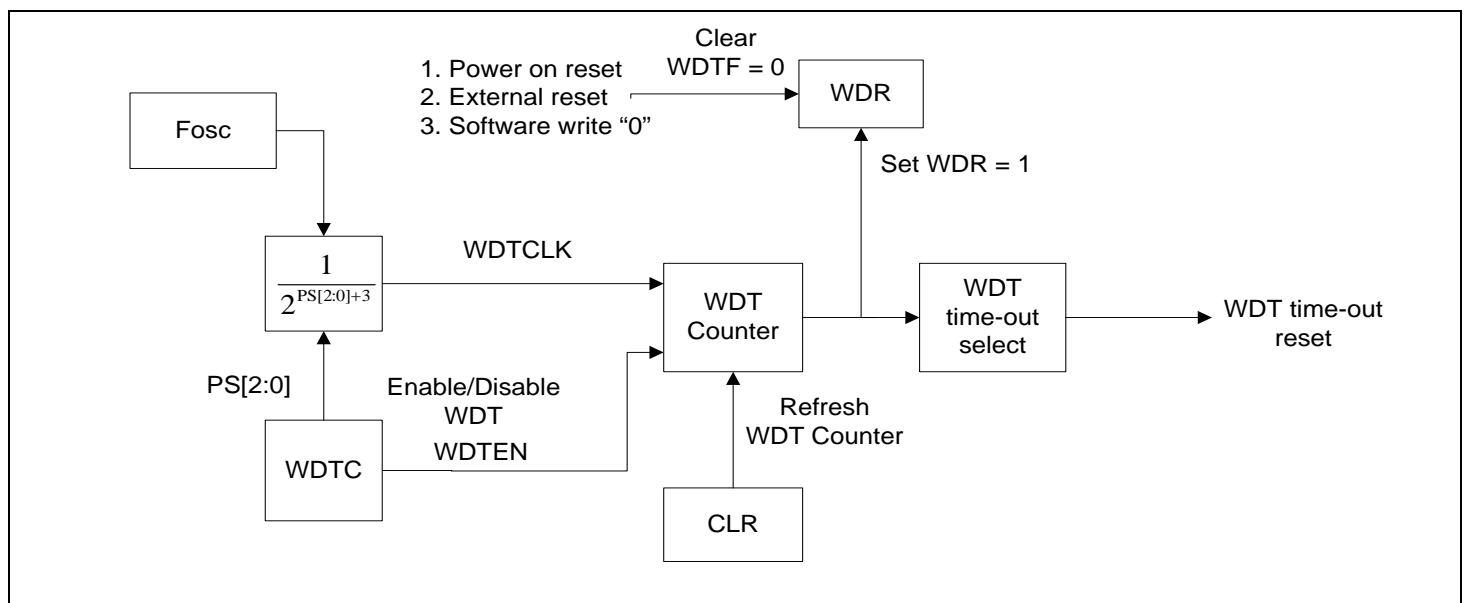 Clear
WDTF = 0
1. Power on reset
2. External reset
3. Software write “0”
WDR
Fosc
Set WDR = 1
1
2^PS[2:0]+3
WDTCLK
WDT
Counter
WDT
time-out
select
WDT time-out
reset
PS[2:0]
Enable/Disable
WDT
WDTEN
Refresh
WDT Counter
WDTC
CLR